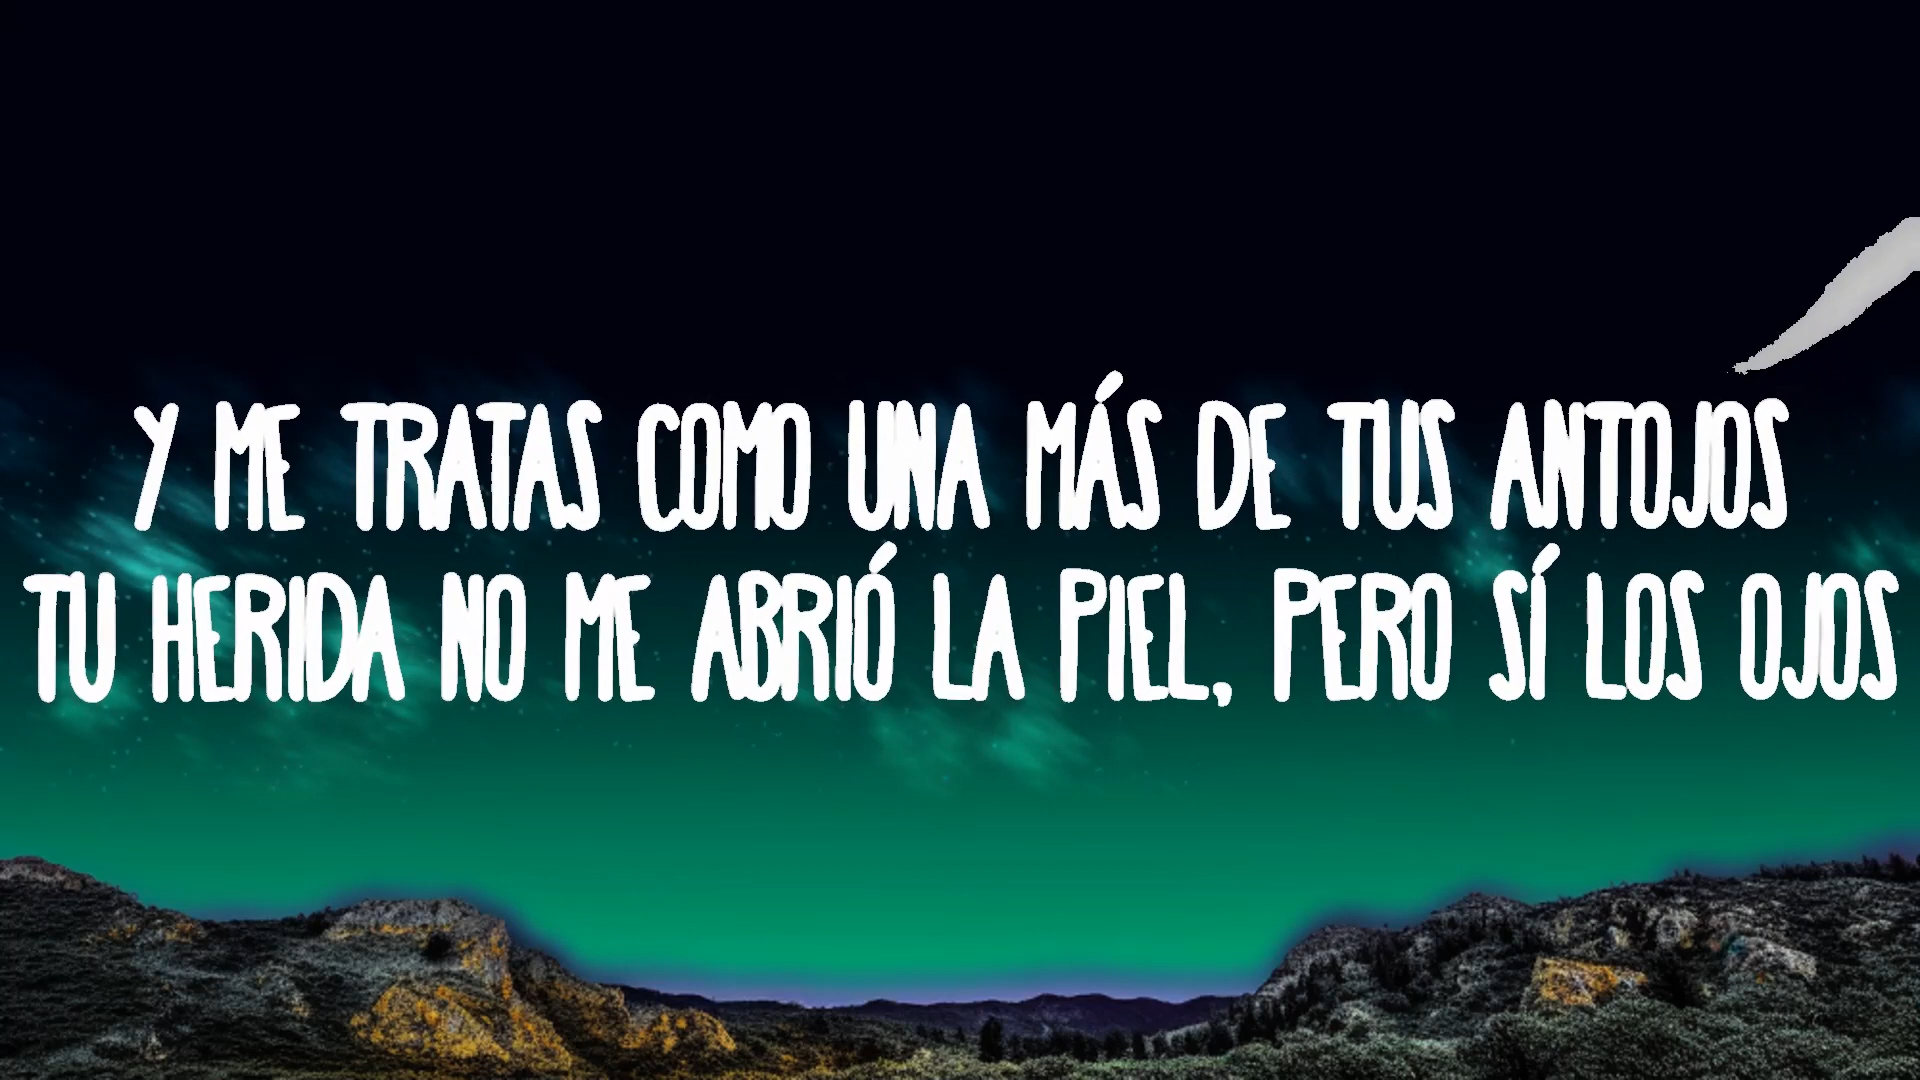 Y ME TRATAS COMO UNA MÁS DE TUS ANTOJOS
TU HERIDA NO ME ABRIÓ LA PIEL, PERO SÍ LOS OJOS